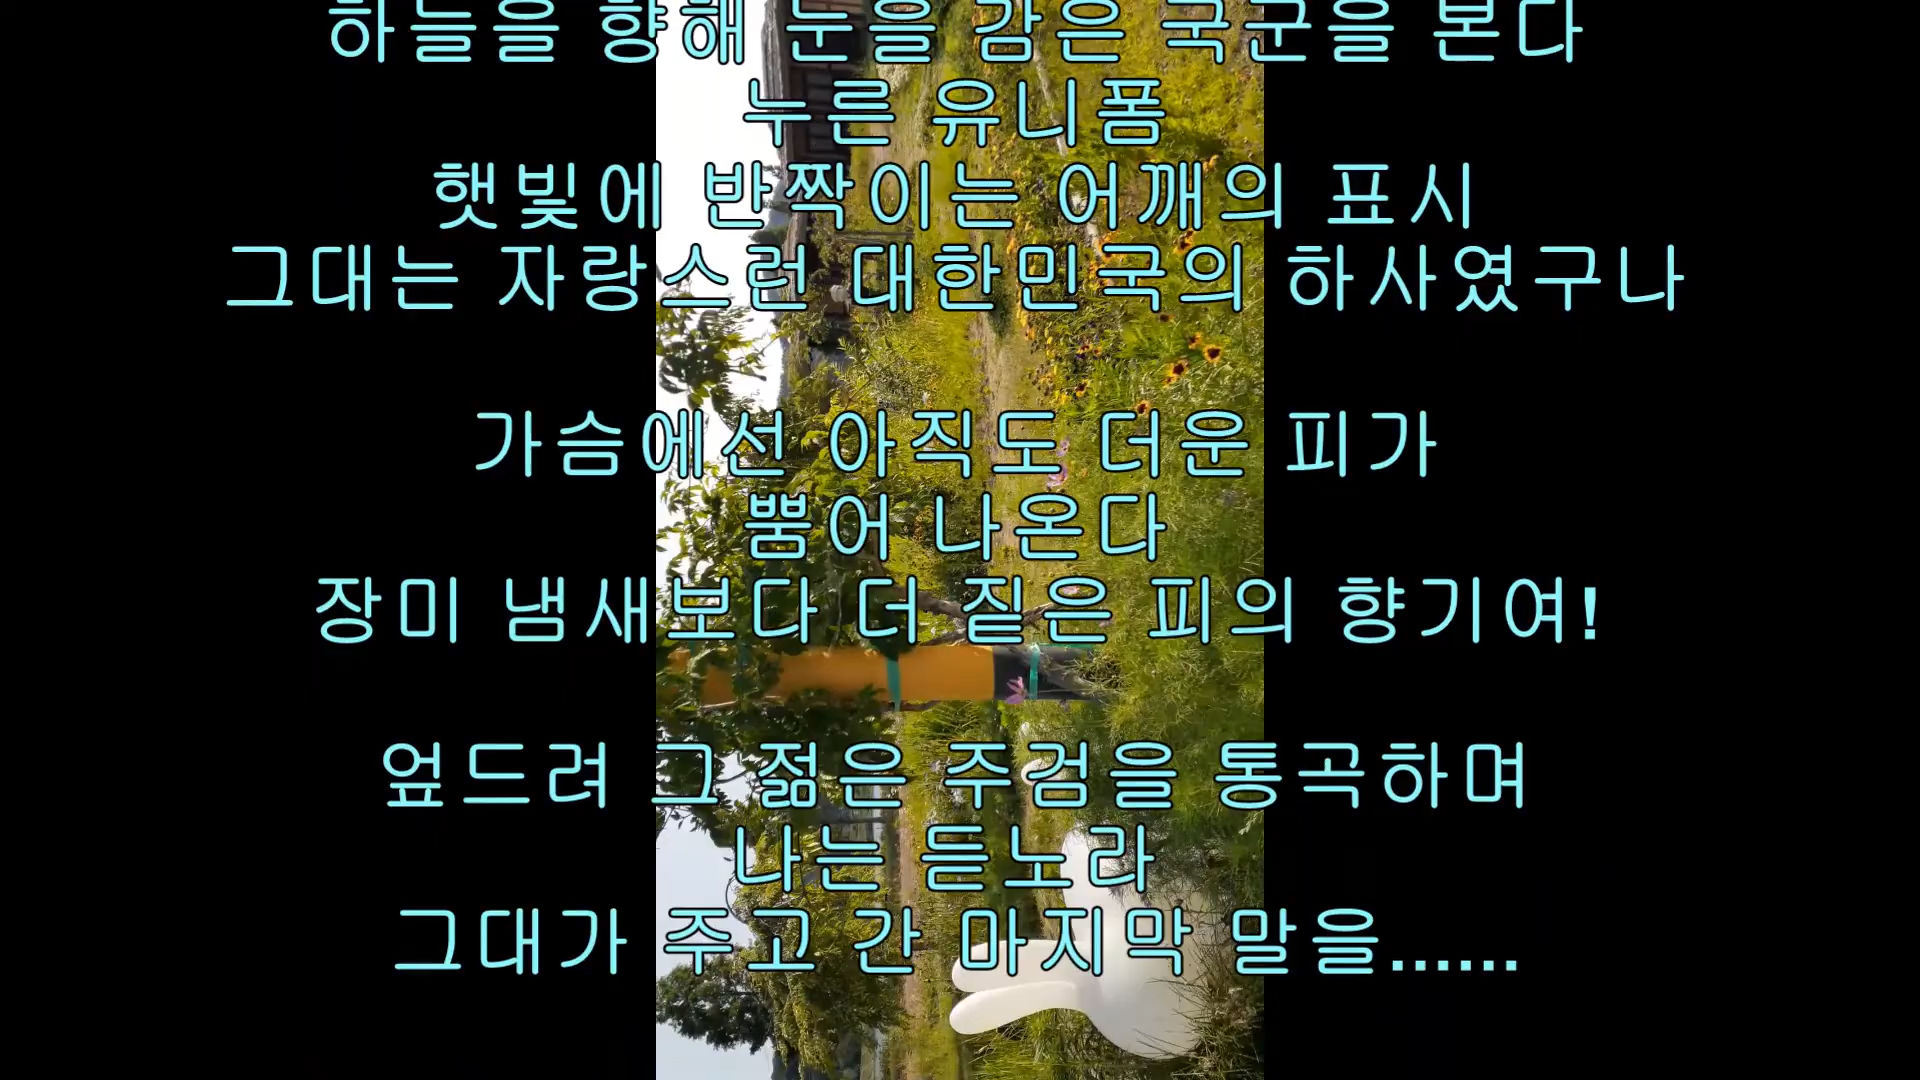 하늘을 향해 눈을 감은 국군을 본다
누른 유니폼
햇빛에 반짝이는 어깨의 표시
그대는 자랑스런 대한민국의 하사였구나
가슴에선 아직도 더운 피가
뿜어 나온다
장미 냄새보다 더 짙은 피의 향기여!
엎드려 그 젊은 주검을 통곡하며
나는 듣노라
그대가 주고 간 마지막 말을......